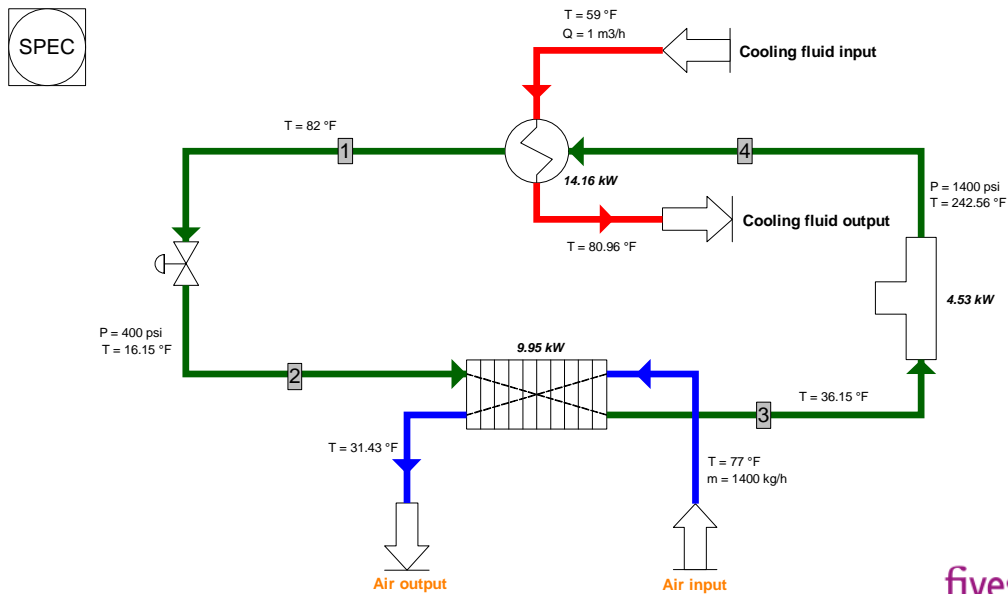 SPEC
T = 59 °F
Q = 1 m3/h
Cooling fluid input
T = 82 °F
1
4
14.16 kW
P = 1400 psi
T = 242.56 °F
Cooling fluid output
T = 80.96 °F
4.53 kW
P = 400 psi
T = 16.15 °F
9.95 kW
2
3
T = 36.15 °F
T = 31.43 °F
T = 77 °F
m = 1400 kg/h
Air output
Air input
fives